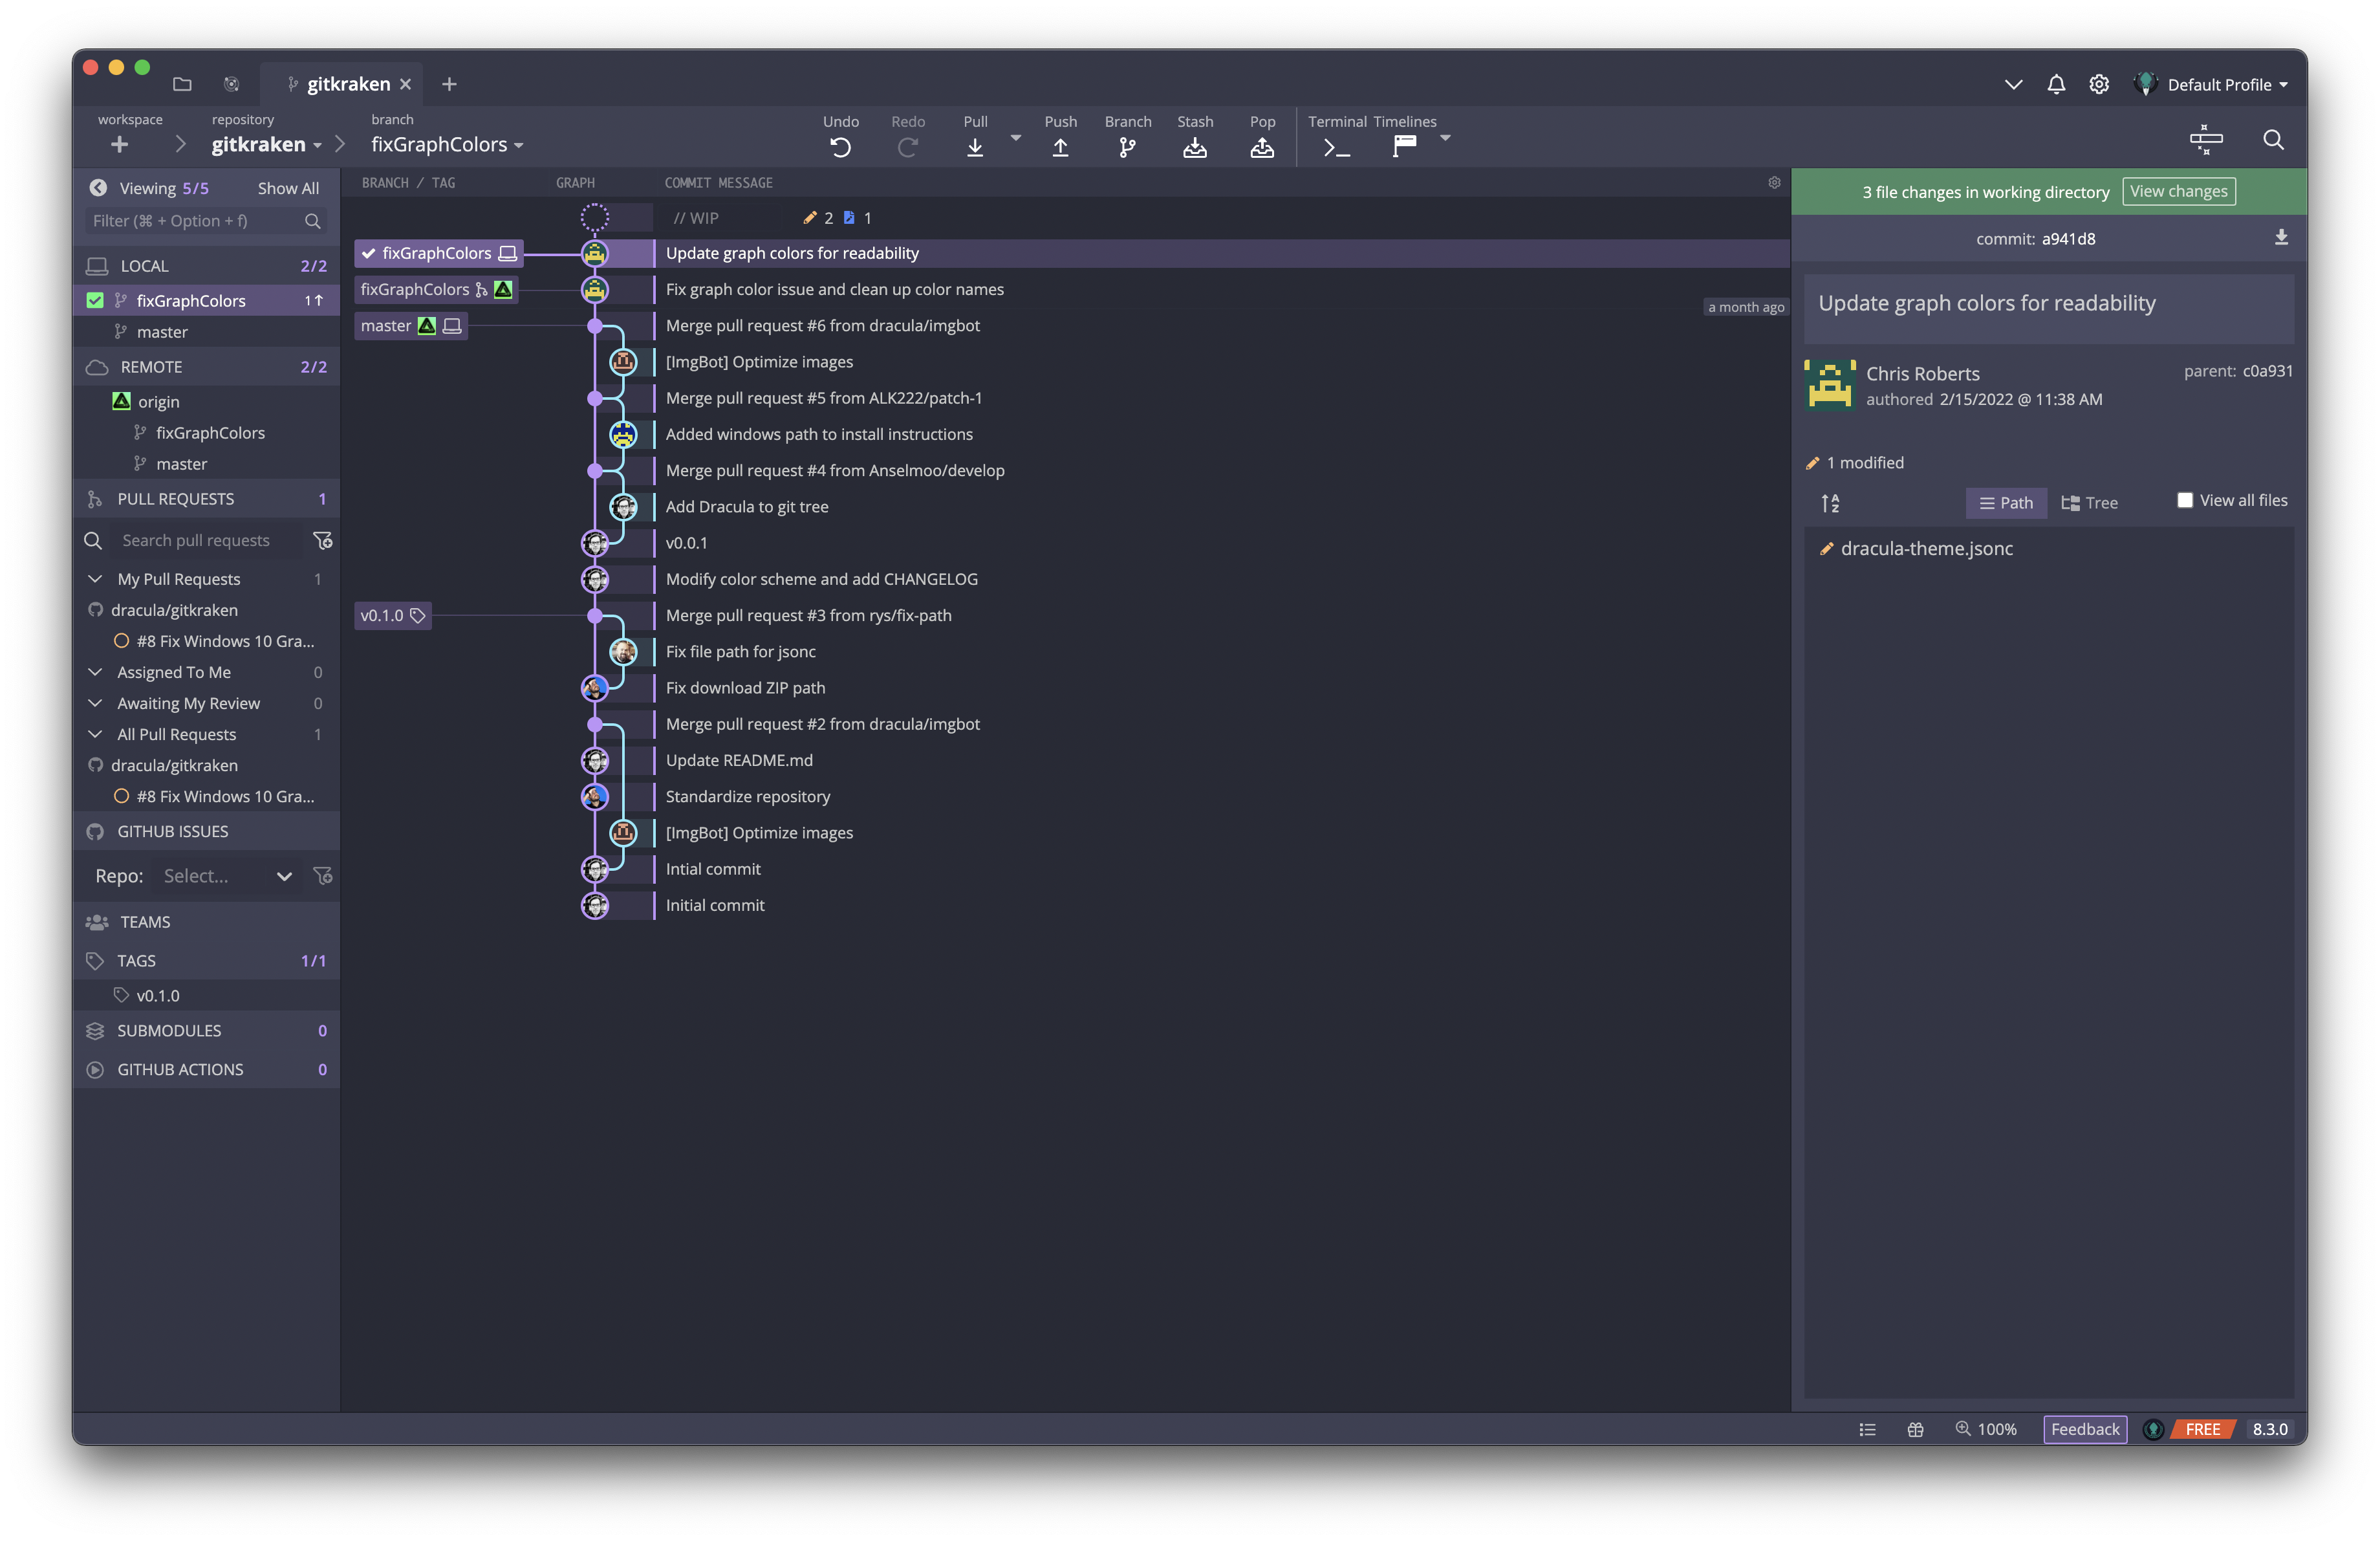 gitkraken
Default Profile
workspace
repository
gitkraken
branch
fixGraphColors
Undo
Redo
Pull
Push
Branch
Stash
Pop
Terminal
Timelines
Viewing 5/5
Show All
Filter (⌘ + Option + f)
LOCAL 2/2
fixGraphColors 1↑
master
REMOTE 2/2
origin
fixGraphColors
master
PULL REQUESTS 1
Search pull requests
My Pull Requests 1
dracula/gitkraken
#8 Fix Windows 10 Gra...
Assigned To Me 0
Awaiting My Review 0
All Pull Requests 1
dracula/gitkraken
#8 Fix Windows 10 Gra...
GITHUB ISSUES
Repo: Select...
TEAMS
TAGS 1/1
v0.1.0
SUBMODULES 0
GITHUB ACTIONS 0
BRANCH / TAG
GRAPH
COMMIT MESSAGE
// WIP 2 1
fixGraphColors
Update graph colors for readability
fixGraphColors
Fix graph color issue and clean up color names
a month ago
master
Merge pull request #6 from dracula/imgbot
[ImgBot] Optimize images
Merge pull request #5 from ALK222/patch-1
Added windows path to install instructions
Merge pull request #4 from Anselmoo/develop
Add Dracula to git tree
v0.0.1
Modify color scheme and add CHANGELOG
v0.1.0
Merge pull request #3 from rys/fix-path
Fix file path for jsonc
Fix download ZIP path
Merge pull request #2 from dracula/imgbot
Update README.md
Standardize repository
[ImgBot] Optimize images
Intial commit
Initial commit
3 file changes in working directory
View changes
commit: a941d8
Update graph colors for readability
Chris Roberts
parent: c0a931
authored 2/15/2022 @ 11:38 AM
1 modified
A
Z
Path
Tree
View all files
dracula-theme.jsonc
100%
Feedback
FREE
8.3.0